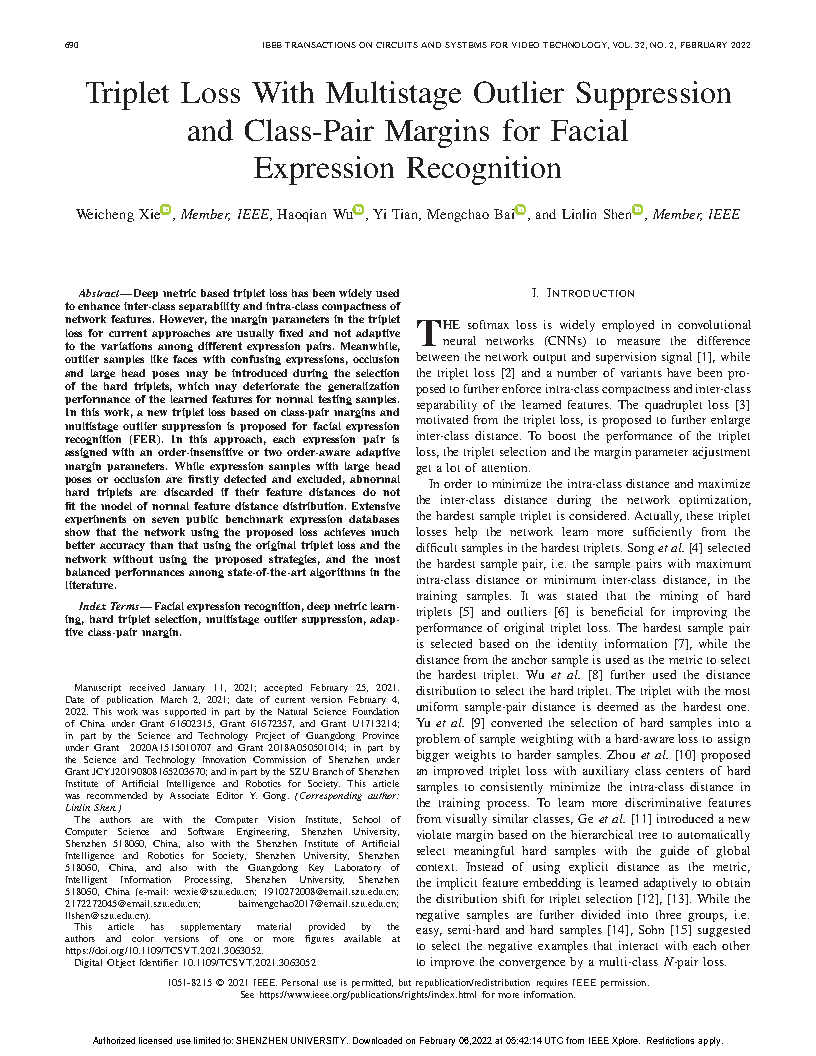 690
IEEE TRANSACTIONS ON CIRCUITS AND SYSTEMS FOR VIDEO TECHNOLOGY, VOL. 32, NO. 2, FEBRUARY 2022
Triplet Loss With Multistage Outlier Suppression
and Class-Pair Margins for Facial
Expression Recognition
Weicheng Xie, Member, IEEE, Haoqian Wu, Yi Tian, Mengchao Bai, and Linlin Shen, Member, IEEE
Abstract—Deep metric based triplet loss has been widely used
to enhance inter-class separability and intra-class compactness of
network features. However, the margin parameters in the triplet
loss for current approaches are usually fixed and not adaptive
to the variations among different expression pairs. Meanwhile,
outlier samples like faces with confusing expressions, occlusion
and large head poses may be introduced during the selection
of the hard triplets, which may deteriorate the generalization
performance of the learned features for normal testing samples.
In this work, a new triplet loss based on class-pair margins and
multistage outlier suppression is proposed for facial expression
recognition (FER). In this approach, each expression pair is
assigned with an order-insensitive or two order-aware adaptive
margin parameters. While expression samples with large head
poses or occlusion are firstly detected and excluded, abnormal
hard triplets are discarded if their feature distances do not
fit the model of normal feature distance distribution. Extensive
experiments on seven public benchmark expression databases
show that the network using the proposed loss achieves much
better accuracy than that using the original triplet loss and the
network without using the proposed strategies, and the most
balanced performances among state-of-the-art algorithms in the
literature.
Index Terms—Facial expression recognition, deep metric learn-
ing, hard triplet selection, multistage outlier suppression, adap-
tive class-pair margin.
Manuscript received January 11, 2021; accepted February 25, 2021.
Date of publication March 2, 2021; date of current version February 4,
2022. This work was supported in part by the Natural Science Foundation
of China under Grant 61602315, Grant 61672357, and Grant U1713214;
in part by the Science and Technology Project of Guangdong Province
under Grant 2020A1515010707 and Grant 2018A050501014; in part by
the Science and Technology Innovation Commission of Shenzhen under
Grant JCYJ20190808165203670; and in part by the SZU Branch of Shenzhen
Institute of Artificial Intelligence and Robotics for Society. This article
was recommended by Associate Editor Y. Gong. (Corresponding author:
Linlin Shen.)
The authors are with the Computer Vision Institute, School of
Computer Science and Software Engineering, Shenzhen University,
Shenzhen 518060, China, also with the Shenzhen Institute of Artificial
Intelligence and Robotics for Society, Shenzhen University, Shenzhen
518060, China, and also with the Guangdong Key Laboratory of
Intelligent Information Processing, Shenzhen University, Shenzhen
518060, China (e-mail: wcxie@szu.edu.cn; 1910272008@email.szu.edu.cn;
2172272045@email.szu.edu.cn; baimengchao2017@email.szu.edu.cn;
llshen@szu.edu.cn).
This article has supplementary material provided by the
authors and color versions of one or more figures available at
https://doi.org/10.1109/TCSVT.2021.3063052.
Digital Object Identifier 10.1109/TCSVT.2021.3063052
I. INTRODUCTION
THE softmax loss is widely employed in convolutional
neural networks (CNNs) to measure the difference
between the network output and supervision signal [1], while
the triplet loss [2] and a number of variants have been pro-
posed to further enforce intra-class compactness and inter-class
separability of the learned features. The quadruplet loss [3]
motivated from the triplet loss, is proposed to further enlarge
inter-class distance. To boost the performance of the triplet
loss, the triplet selection and the margin parameter adjustment
get a lot of attention.
In order to minimize the intra-class distance and maximize
the inter-class distance during the network optimization,
the hardest sample triplet is considered. Actually, these triplet
losses help the network learn more sufficiently from the
difficult samples in the hardest triplets. Song et al. [4] selected
the hardest sample pair, i.e. the sample pairs with maximum
intra-class distance or minimum inter-class distance, in the
training samples. It was stated that the mining of hard
triplets [5] and outliers [6] is beneficial for improving the
performance of original triplet loss. The hardest sample pair
is selected based on the identity information [7], while the
distance from the anchor sample is used as the metric to select
the hardest triplet. Wu et al. [8] further used the distance
distribution to select the hard triplet. The triplet with the most
uniform sample-pair distance is deemed as the hardest one.
Yu et al. [9] converted the selection of hard samples into a
problem of sample weighting with a hard-aware loss to assign
bigger weights to harder samples. Zhou et al. [10] proposed
an improved triplet loss with auxiliary class centers of hard
samples to consistently minimize the intra-class distance in
the training process. To learn more discriminative features
from visually similar classes, Ge et al. [11] introduced a new
violate margin based on the hierarchical tree to automatically
select meaningful hard samples with the guide of global
context. Instead of using explicit distance as the metric,
the implicit feature embedding is learned adaptively to obtain
the distribution shift for triplet selection [12], [13]. While the
negative samples are further divided into three groups, i.e.
easy, semi-hard and hard samples [14], Sohn [15] suggested
to select the negative examples that interact with each other
to improve the convergence by a multi-class N-pair loss.
1051-8215 © 2021 IEEE. Personal use is permitted, but republication/redistribution requires IEEE permission.
See https://www.ieee.org/publications/rights/index.html for more information.
Authorized licensed use limited to: SHENZHEN UNIVERSITY. Downloaded on February 08,2022 at 05:42:14 UTC from IEEE Xplore. Restrictions apply.